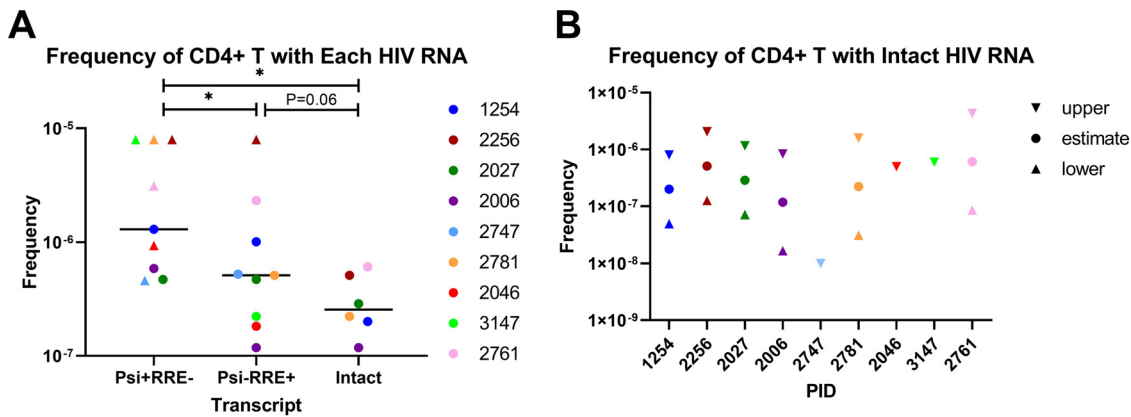 A
Frequency of CD4+ T with Each HIV RNA
*
*
P=0.06
10-5
10-6
10-7
Frequency
Psi+RRE-
Psi-RRE+
Intact
Transcript
1254
2256
2027
2006
2747
2781
2046
3147
2761
B
Frequency of CD4+ T with Intact HIV RNA
1×10-5
1×10-6
1×10-7
1×10-8
1×10-9
Frequency
1254
2256
2027
2006
2747
2781
2046
3147
2761
PID
upper
estimate
lower